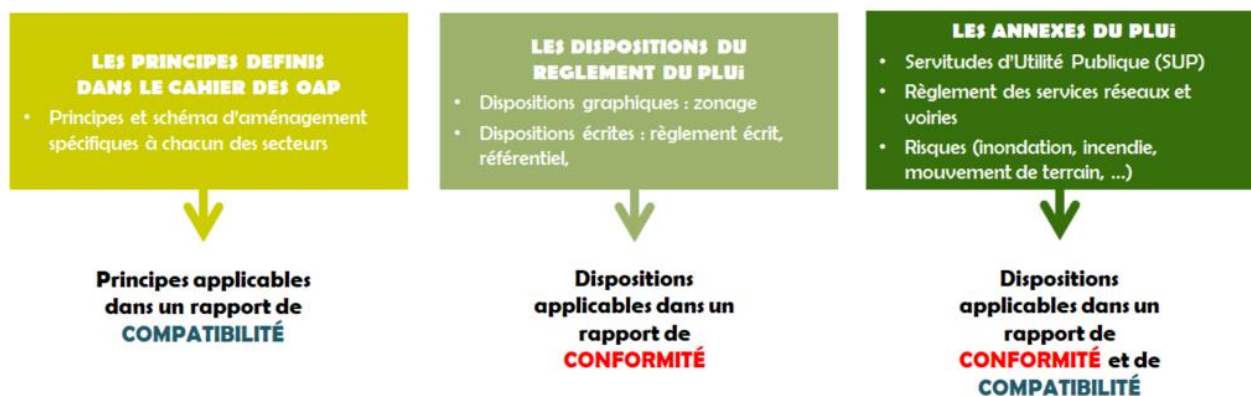 LES PRINCIPES DEFINIS
DANS LE CAHIER DES OAP
• Principes et schéma d'aménagement
spécifiques à chacun des secteurs
Principes applicables
dans un rapport de
COMPATIBILITÉ
LES DISPOSITIONS DU
REGLEMENT DU PLUi
• Dispositions graphiques : zonage
• Dispositions écrites : règlement écrit,
référentiel,
Dispositions
applicables dans un
rapport de
CONFORMITÉ
LES ANNEXES DU PLUi
• Servitudes d'Utilité Publique (SUP)
• Règlement des services réseaux et
voiries
• Risques (inondation, incendie,
mouvement de terrain, ...)
Dispositions
applicables dans un
rapport de
CONFORMITÉ et de
COMPATIBILITÉ